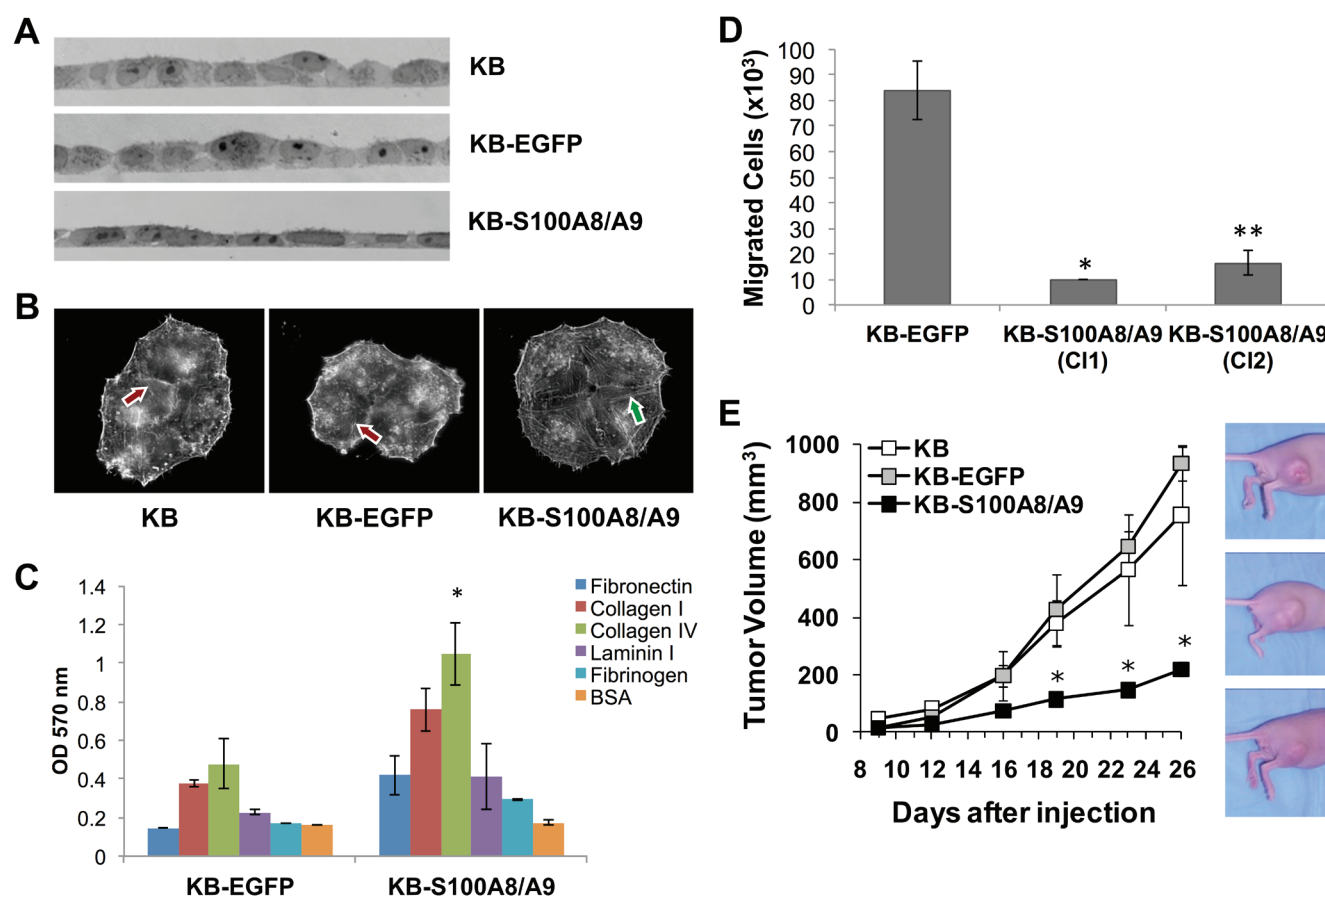 A
KB
KB-EGFP
KB-S100A8/A9
B
KB
KB-EGFP
KB-S100A8/A9
C
OD 570 nm
1.4
1.2
1
0.8
0.6
0.4
0.2
0
*
Fibronectin
Collagen I
Collagen IV
Laminin I
Fibrinogen
BSA
KB-EGFP
KB-S100A8/A9
D
Migrated Cells (x10³)
100
90
80
70
60
50
40
30
20
10
0
*
**
KB-EGFP
KB-S100A8/A9
(Cl1)
KB-S100A8/A9
(Cl2)
E
Tumor Volume (mm³)
1000
800
600
400
200
0
KB
KB-EGFP
KB-S100A8/A9
*
*
*
8 10 12 14 16 18 20 22 24 26
Days after injection